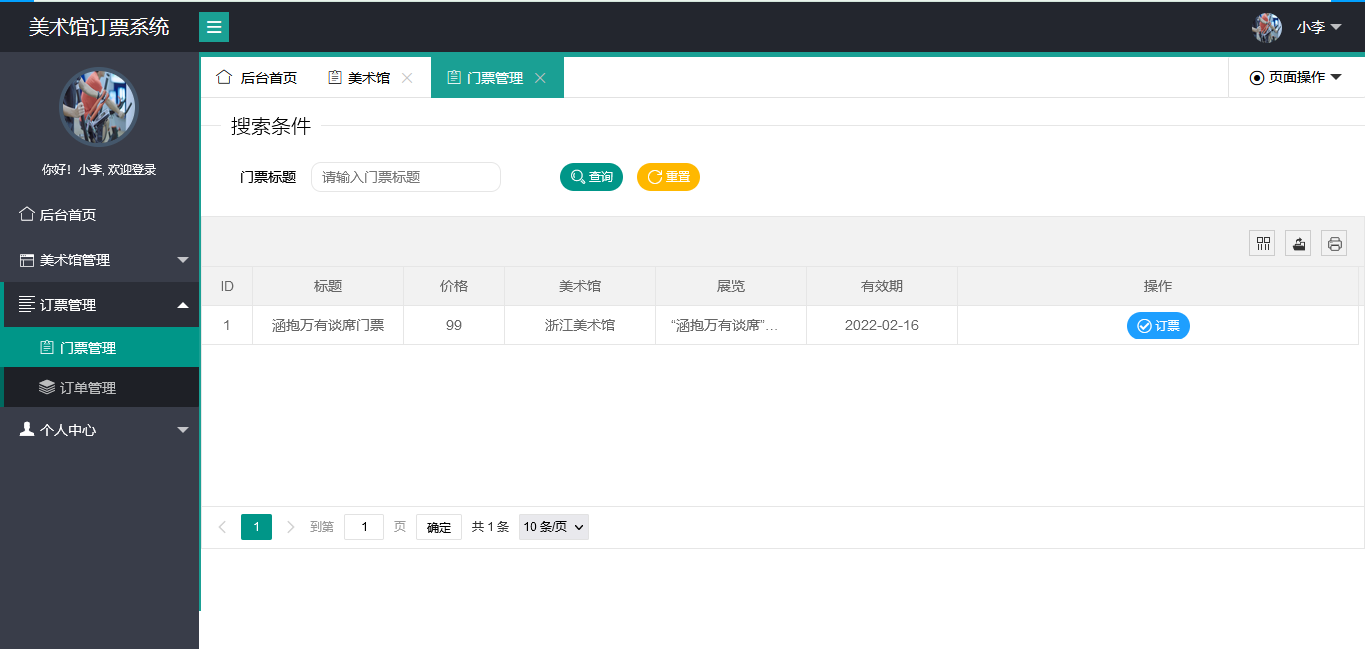 美术馆订票系统
小李
你好！小李, 欢迎登录
后台首页
美术馆管理
订票管理
门票管理
订单管理
个人中心
后台首页 美术馆 门票管理 页面操作
搜索条件
门票标题 请输入门票标题 查询 重置
ID 标题 价格 美术馆 展览 有效期 操作
1 涵抱万有谈席门票 99 浙江美术馆 “涵抱万有谈席”... 2022-02-16 订票
1 到第 1 页 确定 共 1 条 10 条/页